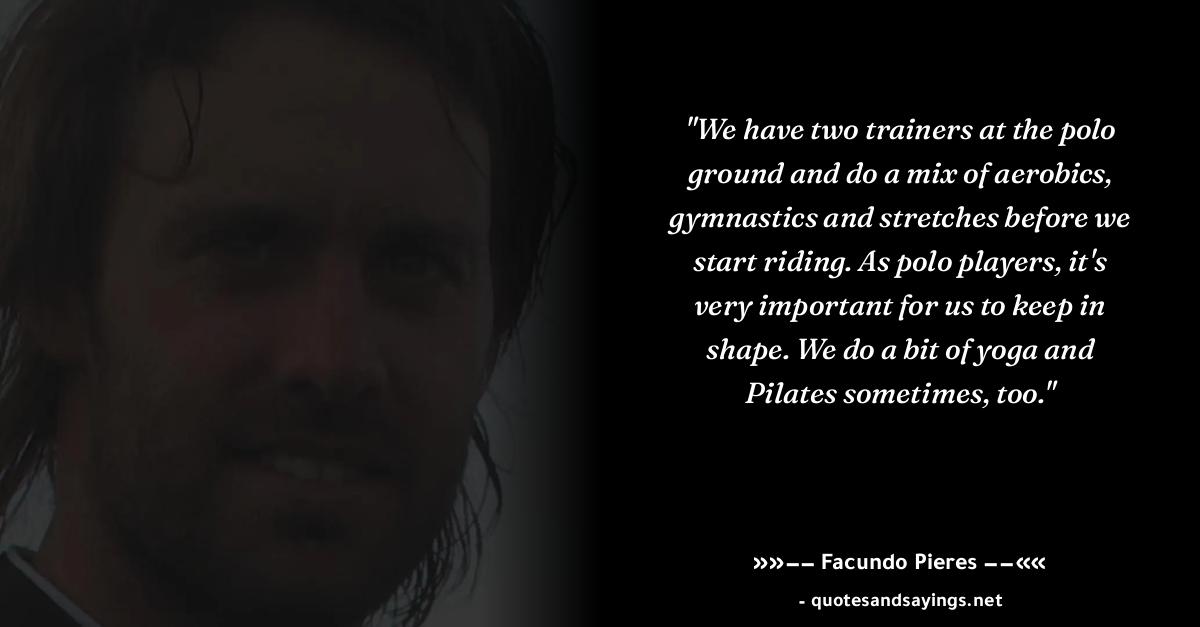 "We have two trainers at the polo
ground and do a mix of aerobics,
gymnastics and stretches before we
start riding. As polo players, it's
very important for us to keep in
shape. We do a bit of yoga and
Pilates sometimes, too."
»»−− Facundo Pieres −−««
- quotesandsayings.net